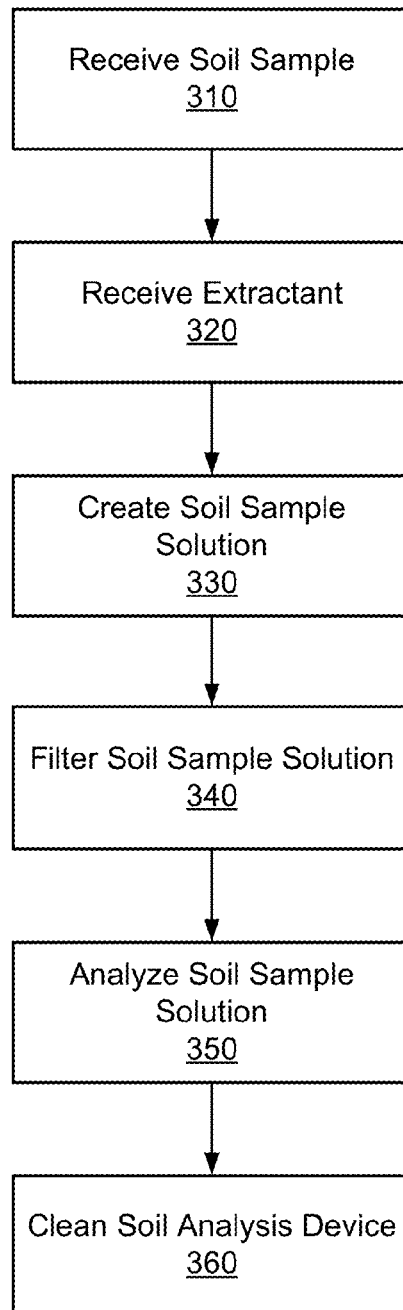 Receive Soil Sample
310
Receive Extractant
320
Create Soil Sample
Solution
330
Filter Soil Sample Solution
340
Analyze Soil Sample
Solution
350
Clean Soil Analysis Device
360